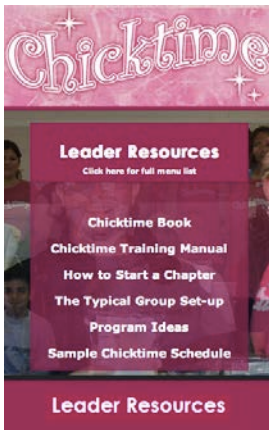 Chicktime
Leader Resources
Click here for full menu list
Chicktime Book
Chicktime Training Manual
How to Start a Chapter
The Typical Group Set-up
Program Ideas
Sample Chicktime Schedule
Leader Resources